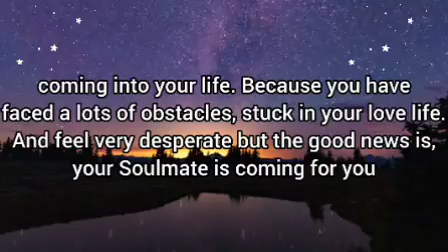 coming into your life. Because you have
faced a lots of obstacles, stuck in your love life.
And feel very desperate but the good news is,
your Soulmate is coming for you